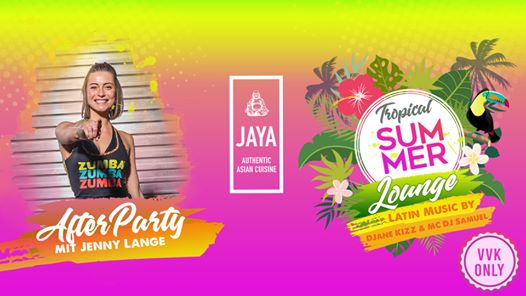 ZUMBA
ZUMBA
ZUMBA
AfterParty
MIT JENNY LANGE
JAYA
AUTHENTIC
ASIAN CUISINE
Tropical
SUM
MER
Lounge
LATIN MUSIC BY
DJANE KIZZ & MC DJ SAMUEL
VVK
ONLY